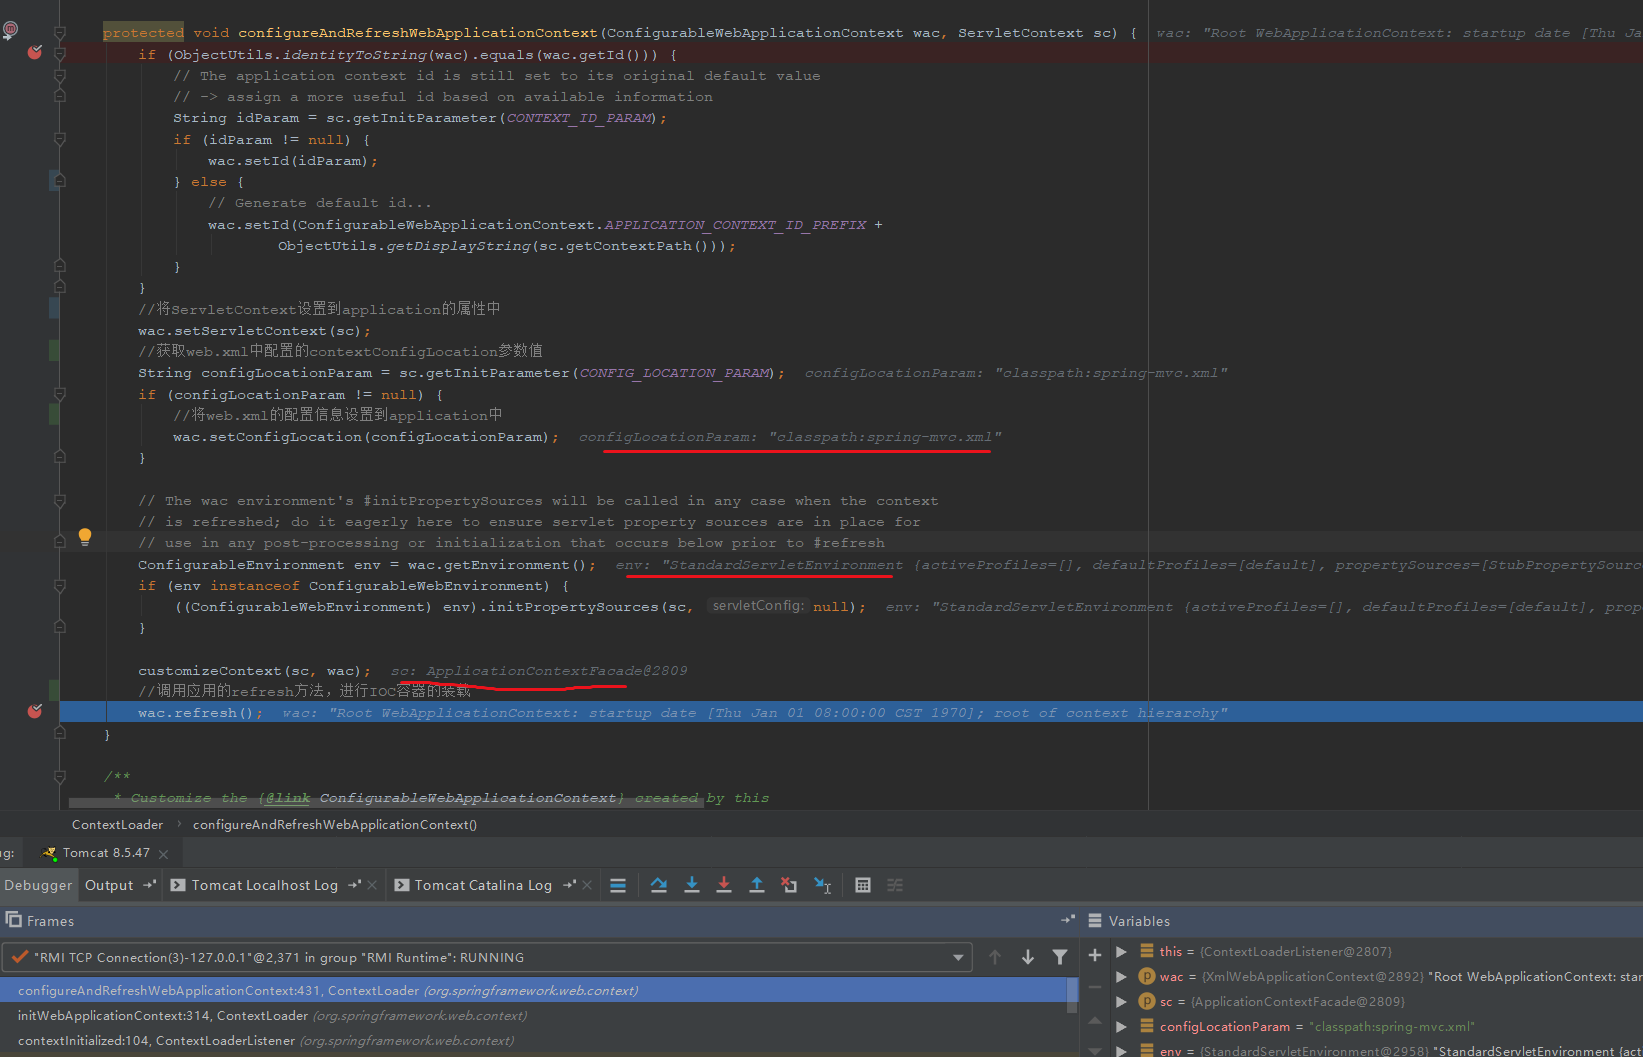 protected void configureAndRefreshWebApplicationContext(ConfigurableWebApplicationContext wac, ServletContext sc) { wac: "Root WebApplicationContext: startup date [Thu Ja
if (ObjectUtils.identityToString(wac).equals(wac.getId())) {
// The application context id is still set to its original default value
// -> assign a more useful id based on available information
String idParam = sc.getInitParameter(CONTEXT_ID_PARAM);
if (idParam != null) {
wac.setId(idParam);
} else {
// Generate default id...
wac.setId(ConfigurableWebApplicationContext.APPLICATION_CONTEXT_ID_PREFIX +
ObjectUtils.getDisplayString(sc.getContextPath()));
}
}
//将ServletContext设置到application的属性中
wac.setServletContext(sc);
//获取web.xml中配置的contextConfigLocation参数值
String configLocationParam = sc.getInitParameter(CONFIG_LOCATION_PARAM); configLocationParam: "classpath:spring-mvc.xml"
if (configLocationParam != null) {
//将web.xml的配置信息设置到application中
wac.setConfigLocation(configLocationParam); configLocationParam: "classpath:spring-mvc.xml"
}
// The wac environment's #initPropertySources will be called in any case when the context
// is refreshed; do it eagerly here to ensure servlet property sources are in place for
// use in any post-processing or initialization that occurs below prior to #refresh
ConfigurableEnvironment env = wac.getEnvironment(); env: "StandardServletEnvironment {activeProfiles=[], defaultProfiles=[default], propertySources=[StubPropertySourc
if (env instanceof ConfigurableWebEnvironment) {
((ConfigurableWebEnvironment) env).initPropertySources(sc, servletConfig: null); env: "StandardServletEnvironment {activeProfiles=[], defaultProfiles=[default], prop
}
customizeContext(sc, wac); sc: ApplicationContextFacade@2809
//调用应用的refresh方法，进行IOC容器的装载
wac.refresh(); wac: "Root WebApplicationContext: startup date [Thu Jan 01 08:00:00 CST 1970]; root of context hierarchy"
}
/**
* Customize the {@link ConfigurableWebApplicationContext} created by this
ContextLoader › configureAndRefreshWebApplicationContext()
ug: Tomcat 8.5.47
Debugger Output Tomcat Localhost Log Tomcat Catalina Log
Frames
Variables
"RMI TCP Connection(3)-127.0.0.1"@2,371 in group "RMI Runtime": RUNNING
configureAndRefreshWebApplicationContext:431, ContextLoader (org.springframework.web.context)
initWebApplicationContext:314, ContextLoader (org.springframework.web.context)
contextInitialized:104, ContextLoaderListener (org.springframework.web.context)
this = {ContextLoaderListener@2807}
wac = {XmlWebApplicationContext@2892} "Root WebApplicationContext: star
sc = {ApplicationContextFacade@2809}
configLocationParam = "classpath:spring-mvc.xml"
env = {StandardServletEnvironment@2958} "StandardServletEnvironment {act